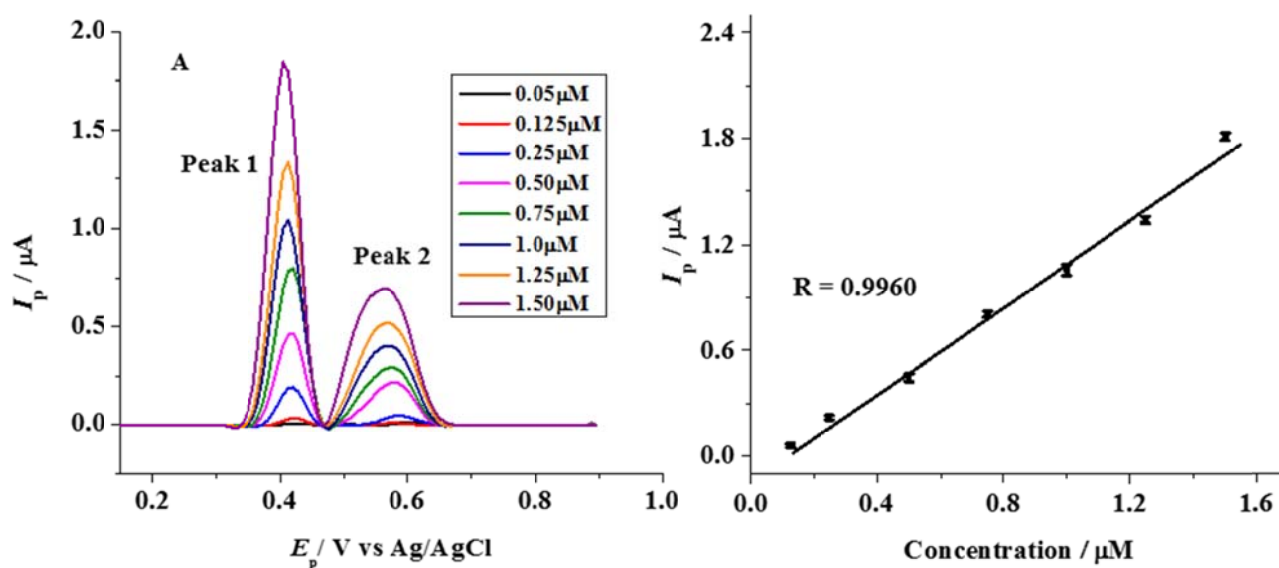 A
Peak 1
Peak 2
0.05μM
0.125μM
0.25μM
0.50μM
0.75μM
1.0μM
1.25μM
1.50μM
2.0
1.5
1.0
0.5
0.0
Ip / μA
0.2
0.4
0.6
0.8
1.0
Ep/ V vs Ag/AgCl
2.4
1.8
1.2
0.6
0.0
Ip / μA
R = 0.9960
0.0
0.4
0.8
1.2
1.6
Concentration / μM